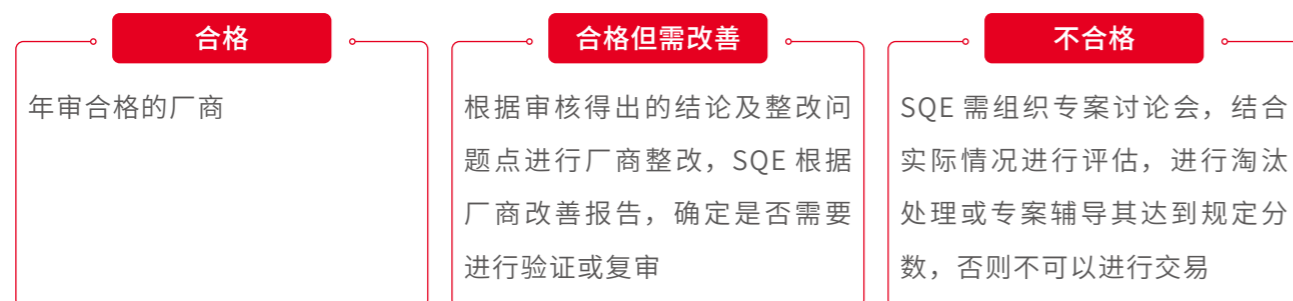 合格
年审合格的厂商
合格但需改善
根据审核得出的结论及整改问
题点进行厂商整改，SQE 根据
厂商改善报告，确定是否需要
进行验证或复审
不合格
SQE 需组织专案讨论会，结合
实际情况进行评估，进行淘汰
处理或专案辅导其达到规定分
数，否则不可以进行交易